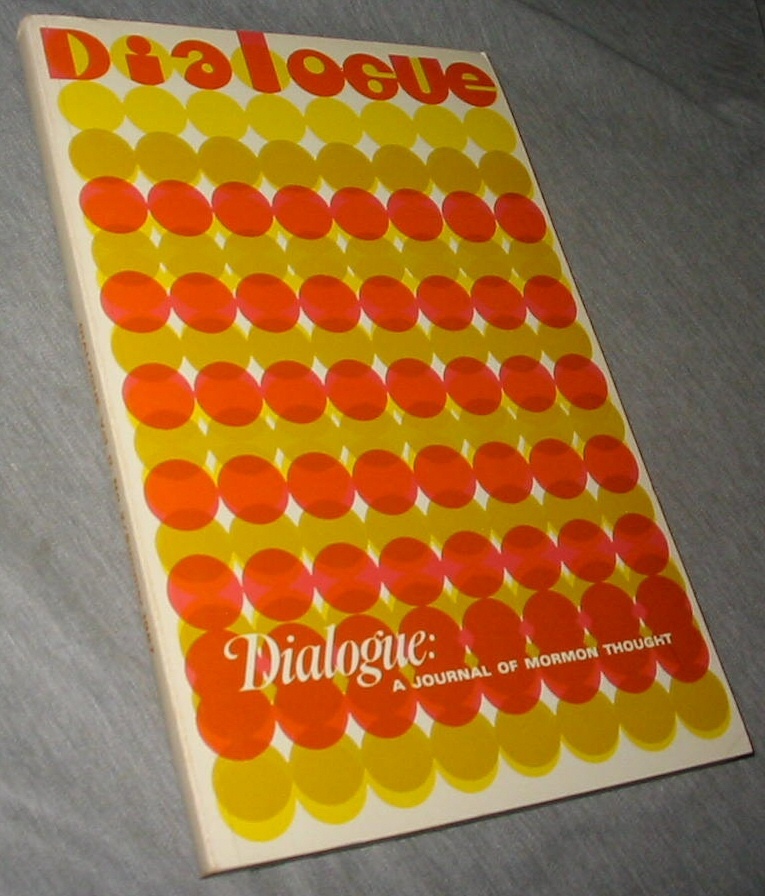 Dialogue
Dialogue:
A JOURNAL OF MORMON THOUGHT